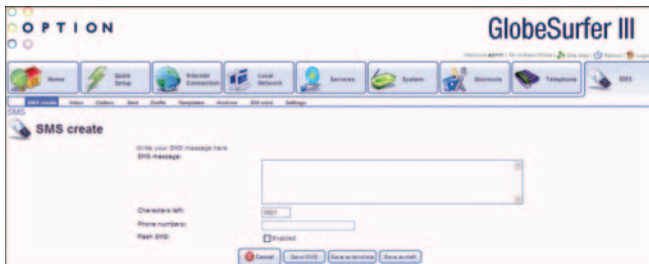 OPTION
GlobeSurfer III
Home
Quick Setup
Internet Connection
Local Network
Services
System
Shortcuts
Telephone
SMS
SMS create Inbox Outbox Sent Drafts Templates Archive SIM card Settings
SMS
SMS create
Write your SMS message here
SMS message:
Characters left:
Phone numbers:
Flash SMS: Enabled
Cancel Send SMS Save as template Save as draft